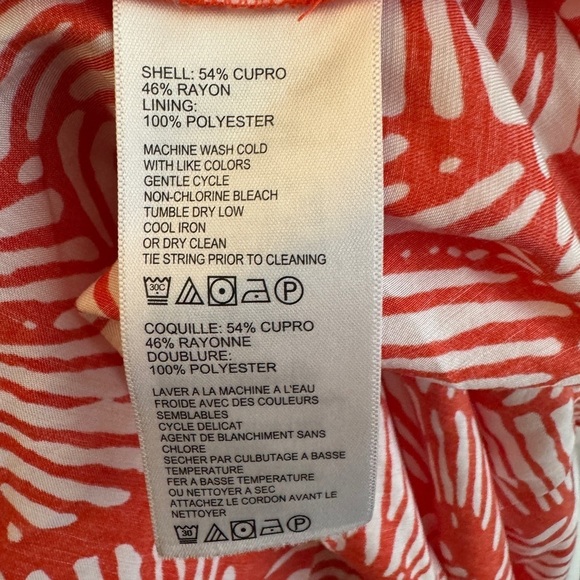 SHELL: 54% CUPRO
46% RAYON
LINING:
100% POLYESTER
MACHINE WASH COLD
WITH LIKE COLORS
GENTLE CYCLE
NON-CHLORINE BLEACH
TUMBLE DRY LOW
COOL IRON
OR DRY CLEAN
TIE STRING PRIOR TO CLEANING
30C P
COQUILLE: 54% CUPRO
46% RAYONNE
DOUBLURE:
100% POLYESTER
LAVER A LA MACHINE A L'EAU
FROIDE AVEC DES COULEURS
SEMBLABLES
CYCLE DELICAT
AGENT DE BLANCHIMENT SANS
CHLORE
SECHER PAR CULBUTAGE A BASSE
TEMPERATURE
FER A BASSE TEMPERATURE
OU NETTOYER A SEC
ATTACHEZ LE CORDON AVANT LE
NETTOYER
30 P